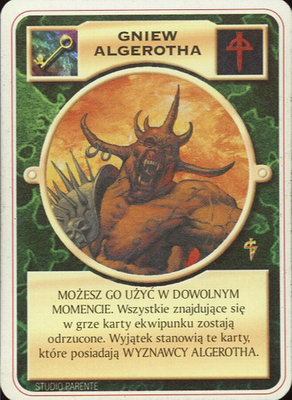 GNIEW
ALGEROTHA
MOŻESZ GO UŻYĆ W DOWOLNYM
MOMENCIE. Wszystkie znajdujące się
w grze karty ekwipunku zostają
odrzucone. Wyjątek stanowią te karty,
które posiadają WYZNAWCY ALGEROTHA.
STUDIO PARENTE